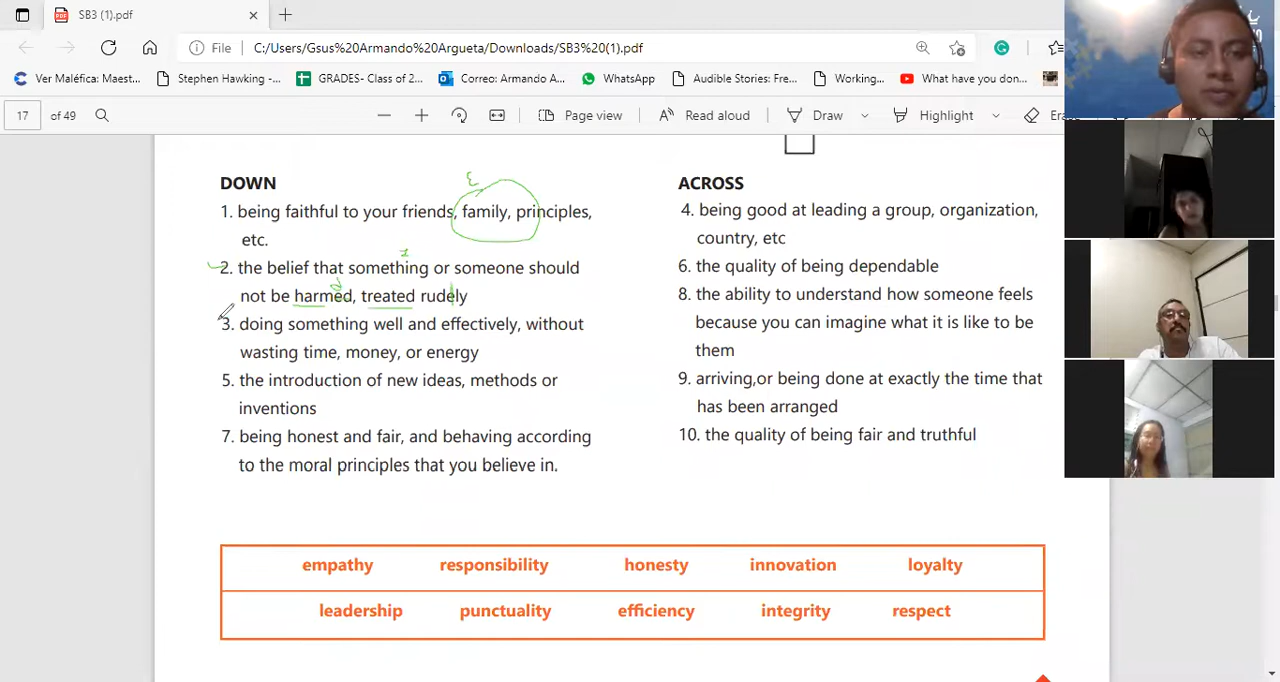 SB3 (1).pdf
File
C:/Users/Gsus%20Armando%20Argueta/Downloads/SB3%20(1).pdf
Ver Maléfica: Maest...
Stephen Hawking -...
GRADES- Class of 2...
Correo: Armando A...
WhatsApp
Audible Stories: Fre...
Working...
What have you don...
17 of 49
Page view
Read aloud
Draw
Highlight
DOWN
1. being faithful to your friends, family, principles,
etc.
2. the belief that something or someone should
not be harmed, treated rudely
3. doing something well and effectively, without
wasting time, money, or energy
5. the introduction of new ideas, methods or
inventions
7. being honest and fair, and behaving according
to the moral principles that you believe in.
ACROSS
4. being good at leading a group, organization,
country, etc
6. the quality of being dependable
8. the ability to understand how someone feels
because you can imagine what it is like to be
them
9. arriving,or being done at exactly the time that
has been arranged
10. the quality of being fair and truthful
empathy responsibility honesty innovation loyalty
leadership punctuality efficiency integrity respect